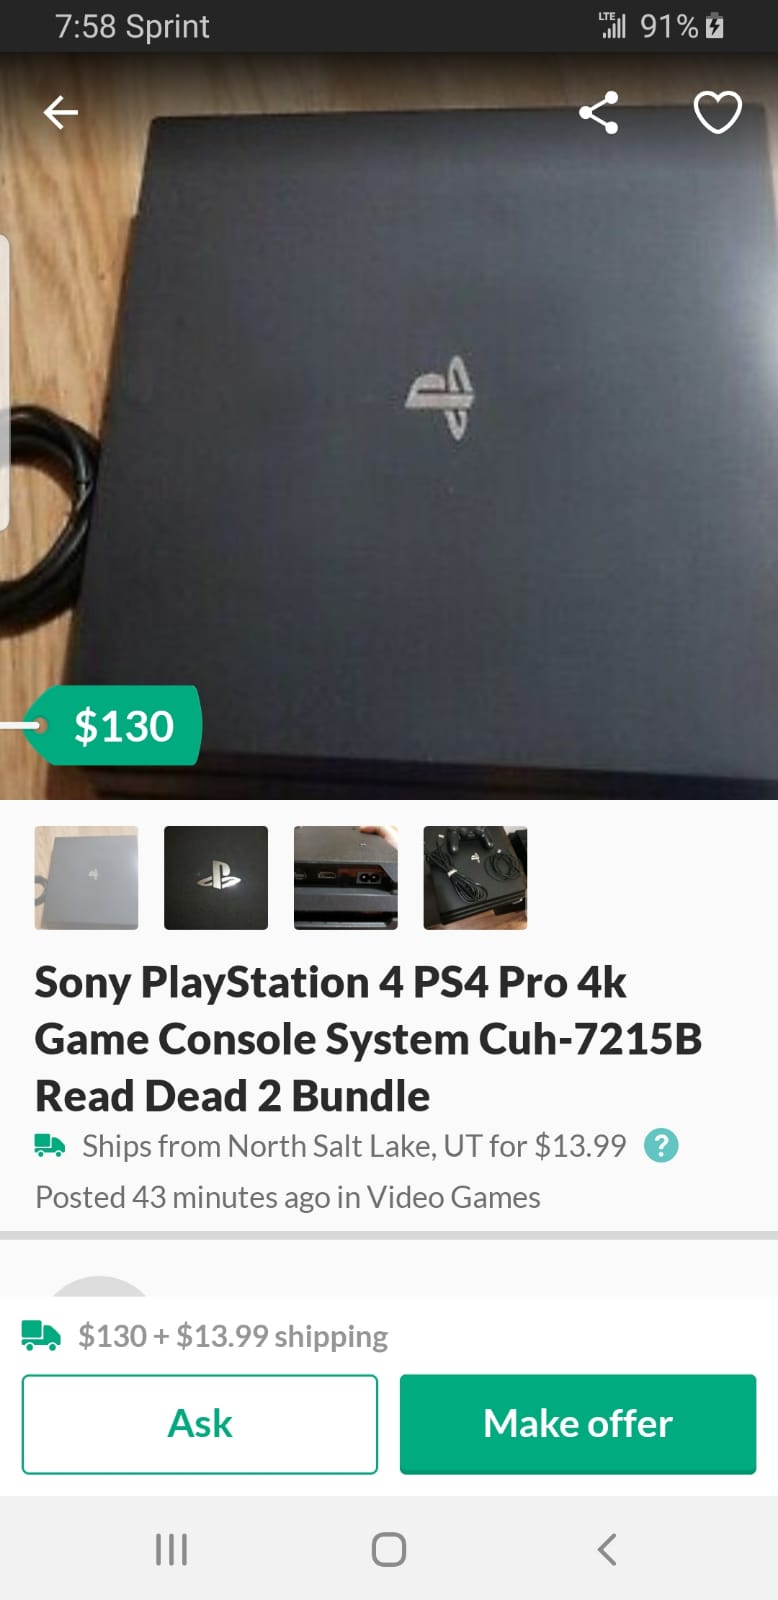 7:58 Sprint LTE 91%
$130
Sony PlayStation 4 PS4 Pro 4k
Game Console System Cuh-7215B
Read Dead 2 Bundle
Ships from North Salt Lake, UT for $13.99 ?
Posted 43 minutes ago in Video Games
$130 + $13.99 shipping
Ask Make offer